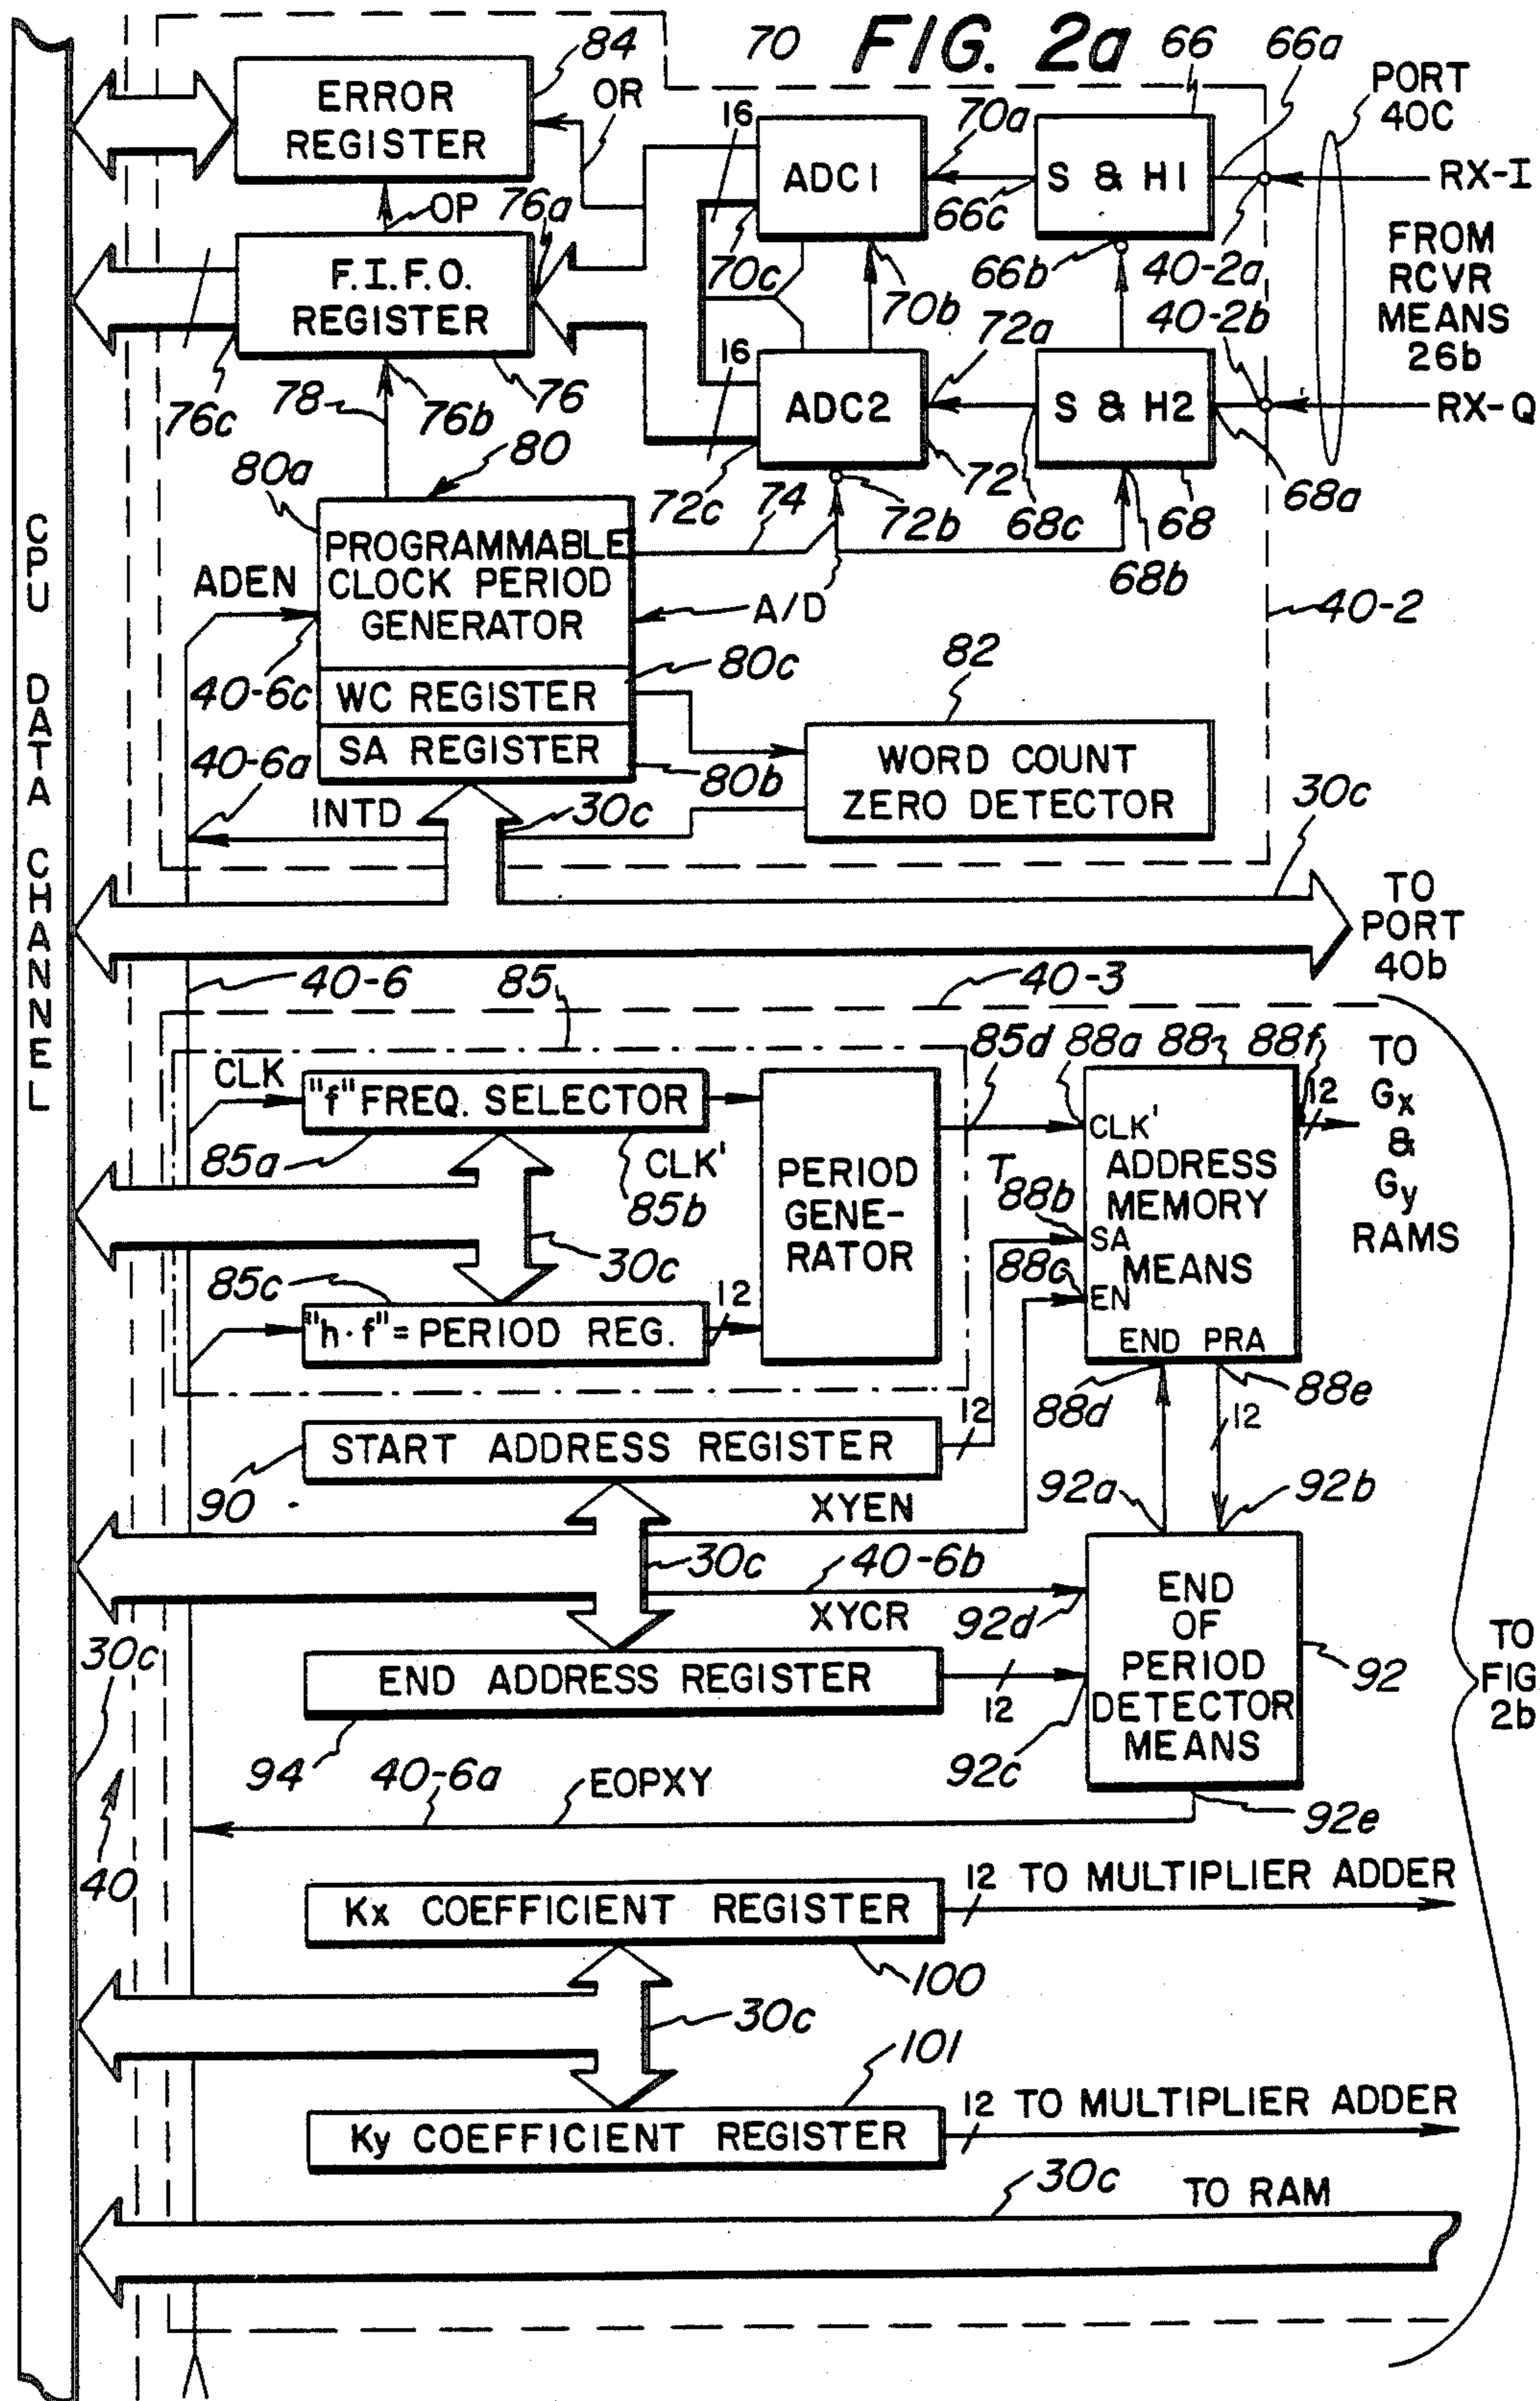 70 FIG. 2a
66
66a
84
OR
ERROR
REGISTER
16
ADC1
70a
S & H1
66c
PORT
40C
RX-I
OP
76a
70c
70b
66b
40-2a
F.I.F.O.
REGISTER
FROM
RCVR
MEANS
26b
40-2b
16
72a
76c
78
76b
76
ADC2
S & H2
RX-Q
80a
80
72c
74
72b
72
68c
68
68a
68b
PROGRAMMABLE
CLOCK PERIOD
GENERATOR
ADEN
A/D
40-2
40-6c
WC REGISTER
80c
82
SA REGISTER
80b
40-6a
WORD COUNT
ZERO DETECTOR
INTD
30c
30c
CPU DATA CHANNEL
TO
PORT
40b
40-6
85
40-3
CLK
"f" FREQ. SELECTOR
85a
CLK'
85b
30c
85c
"h·f" = PERIOD REG.
12
PERIOD
GENE-
RATOR
85d
88a
88
88f
12
CLK'
ADDRESS
MEMORY
MEANS
T
88b
SA
88c
EN
END PRA
TO
Gx
&
Gy
RAMS
88d
88e
12
START ADDRESS REGISTER
12
90
XYEN
92a
92b
30c
40-6b
XYCR
92d
END
OF
PERIOD
DETECTOR
MEANS
92
TO
FIG
2b
30c
END ADDRESS REGISTER
12
92c
94
40-6a
EOPXY
92e
40
Kx COEFFICIENT REGISTER
12 TO MULTIPLIER ADDER
100
30c
101
Ky COEFFICIENT REGISTER
12 TO MULTIPLIER ADDER
30c
TO RAM